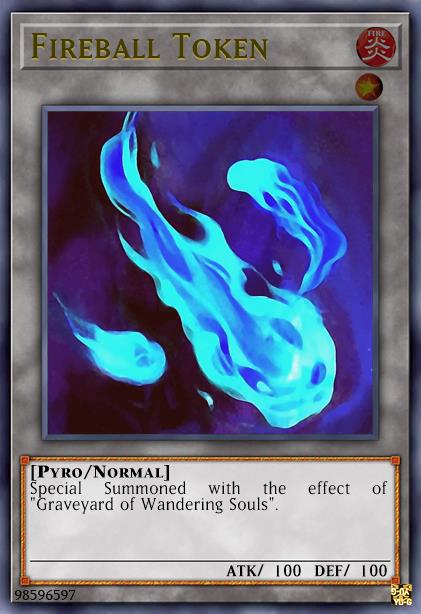 Fireball Token
FIRE
炎
[Pyro/Normal]
Special Summoned with the effect of
"Graveyard of Wandering Souls".
ATK/ 100 DEF/ 100
98596597